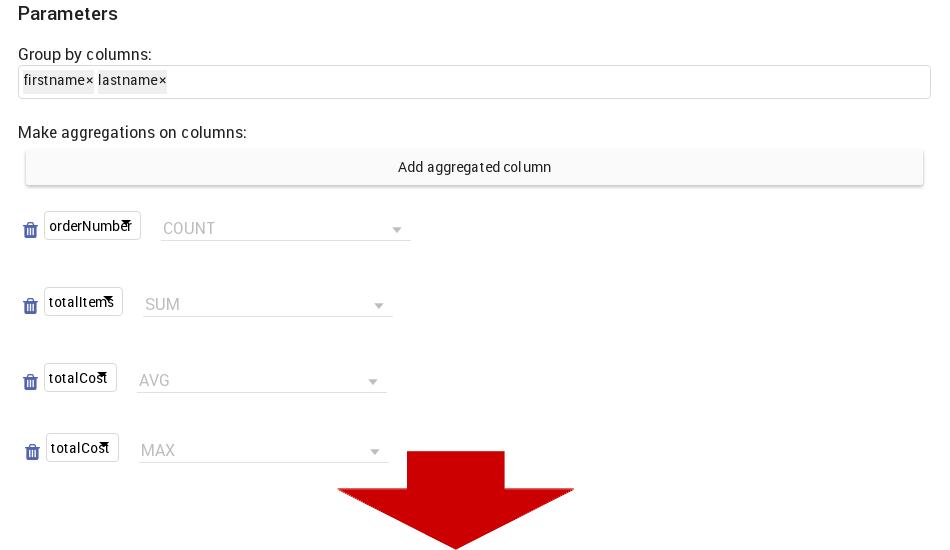 Parameters
Group by columns:
firstname× lastname×
Make aggregations on columns:
Add aggregated column
orderNumber COUNT
totalItems SUM
totalCost AVG
totalCost MAX